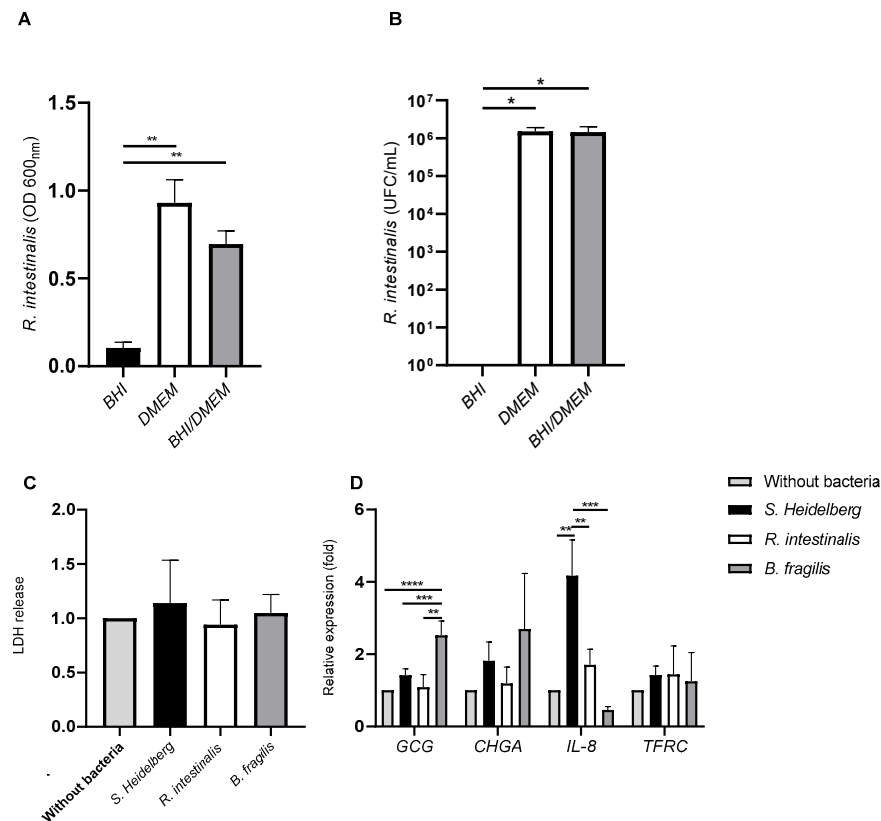 A
R. intestinalis (OD 600nm)
1.5
1.0
0.5
0.0
**
**
BHI
DMEM
BHI/DMEM
B
R. intestinalis (UFC/mL)
10⁷
10⁶
10⁵
10⁴
10³
10²
10¹
10⁰
*
*
BHI
DMEM
BHI/DMEM
C
LDH release
2.0
1.5
1.0
0.5
0.0
Without bacteria
S. Heidelberg
R. intestinalis
B. fragilis
D
Relative expression (fold)
6
4
2
0
****
***
**
***
**
**
GCG
CHGA
IL-8
TFRC
Without bacteria
S. Heidelberg
R. intestinalis
B. fragilis